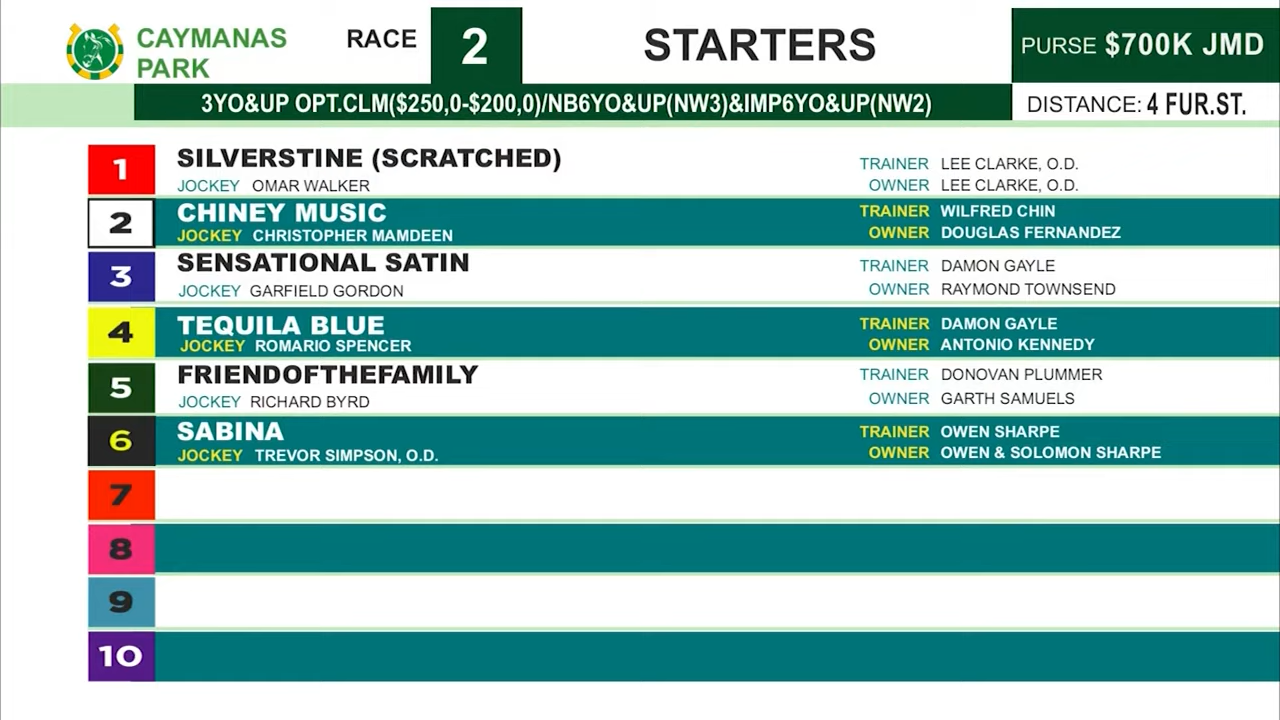 CAYMANAS PARK
RACE 2
STARTERS
PURSE $700K JMD
3YO&UP OPT.CLM($250,0-$200,0)/NB6YO&UP(NW3)&IMP6YO&UP(NW2)
DISTANCE: 4 FUR.ST.
1 SILVERSTINE (SCRATCHED)
JOCKEY OMAR WALKER
TRAINER LEE CLARKE, O.D.
OWNER LEE CLARKE, O.D.
2 CHINEY MUSIC
JOCKEY CHRISTOPHER MAMDEEN
TRAINER WILFRED CHIN
OWNER DOUGLAS FERNANDEZ
3 SENSATIONAL SATIN
JOCKEY GARFIELD GORDON
TRAINER DAMON GAYLE
OWNER RAYMOND TOWNSEND
4 TEQUILA BLUE
JOCKEY ROMARIO SPENCER
TRAINER DAMON GAYLE
OWNER ANTONIO KENNEDY
5 FRIENDOFTHEFAMILY
JOCKEY RICHARD BYRD
TRAINER DONOVAN PLUMMER
OWNER GARTH SAMUELS
6 SABINA
JOCKEY TREVOR SIMPSON, O.D.
TRAINER OWEN SHARPE
OWNER OWEN & SOLOMON SHARPE
7
8
9
10